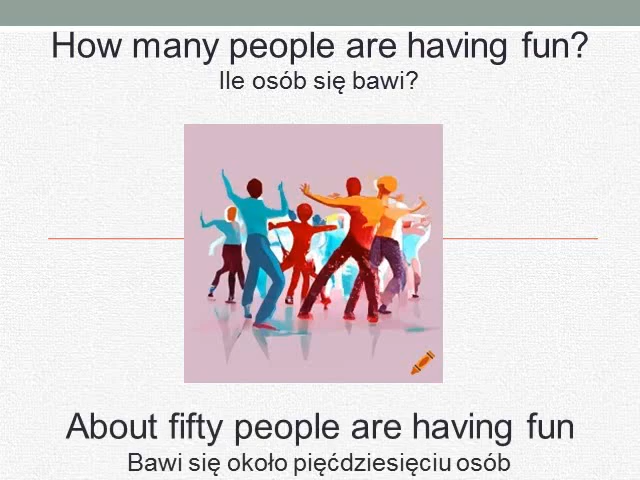 How many people are having fun?
Ile osób się bawi?
About fifty people are having fun
Bawi się około pięćdziesięciu osób